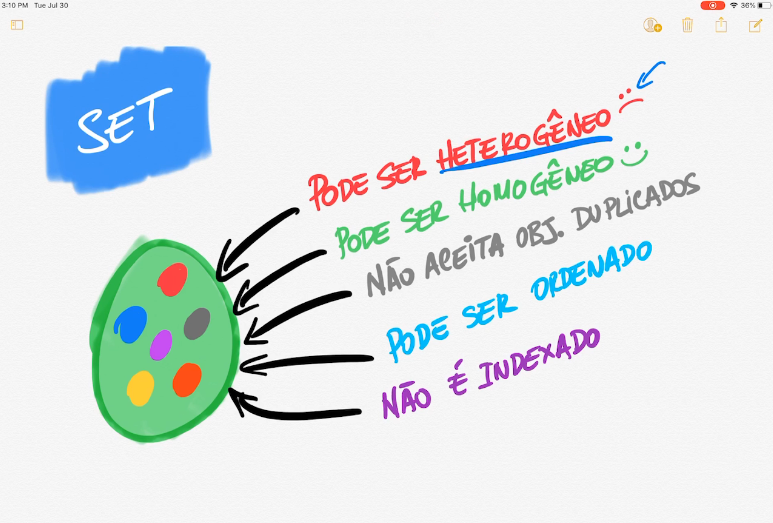 3:10 PM Tue Jul 30
36%
SET
PODE SER HETEROGÊNEO
PODE SER HOMOGÊNEO
NÃO ACEITA OBJ. DUPLICADOS
PODE SER ORDENADO
NÃO É INDEXADO